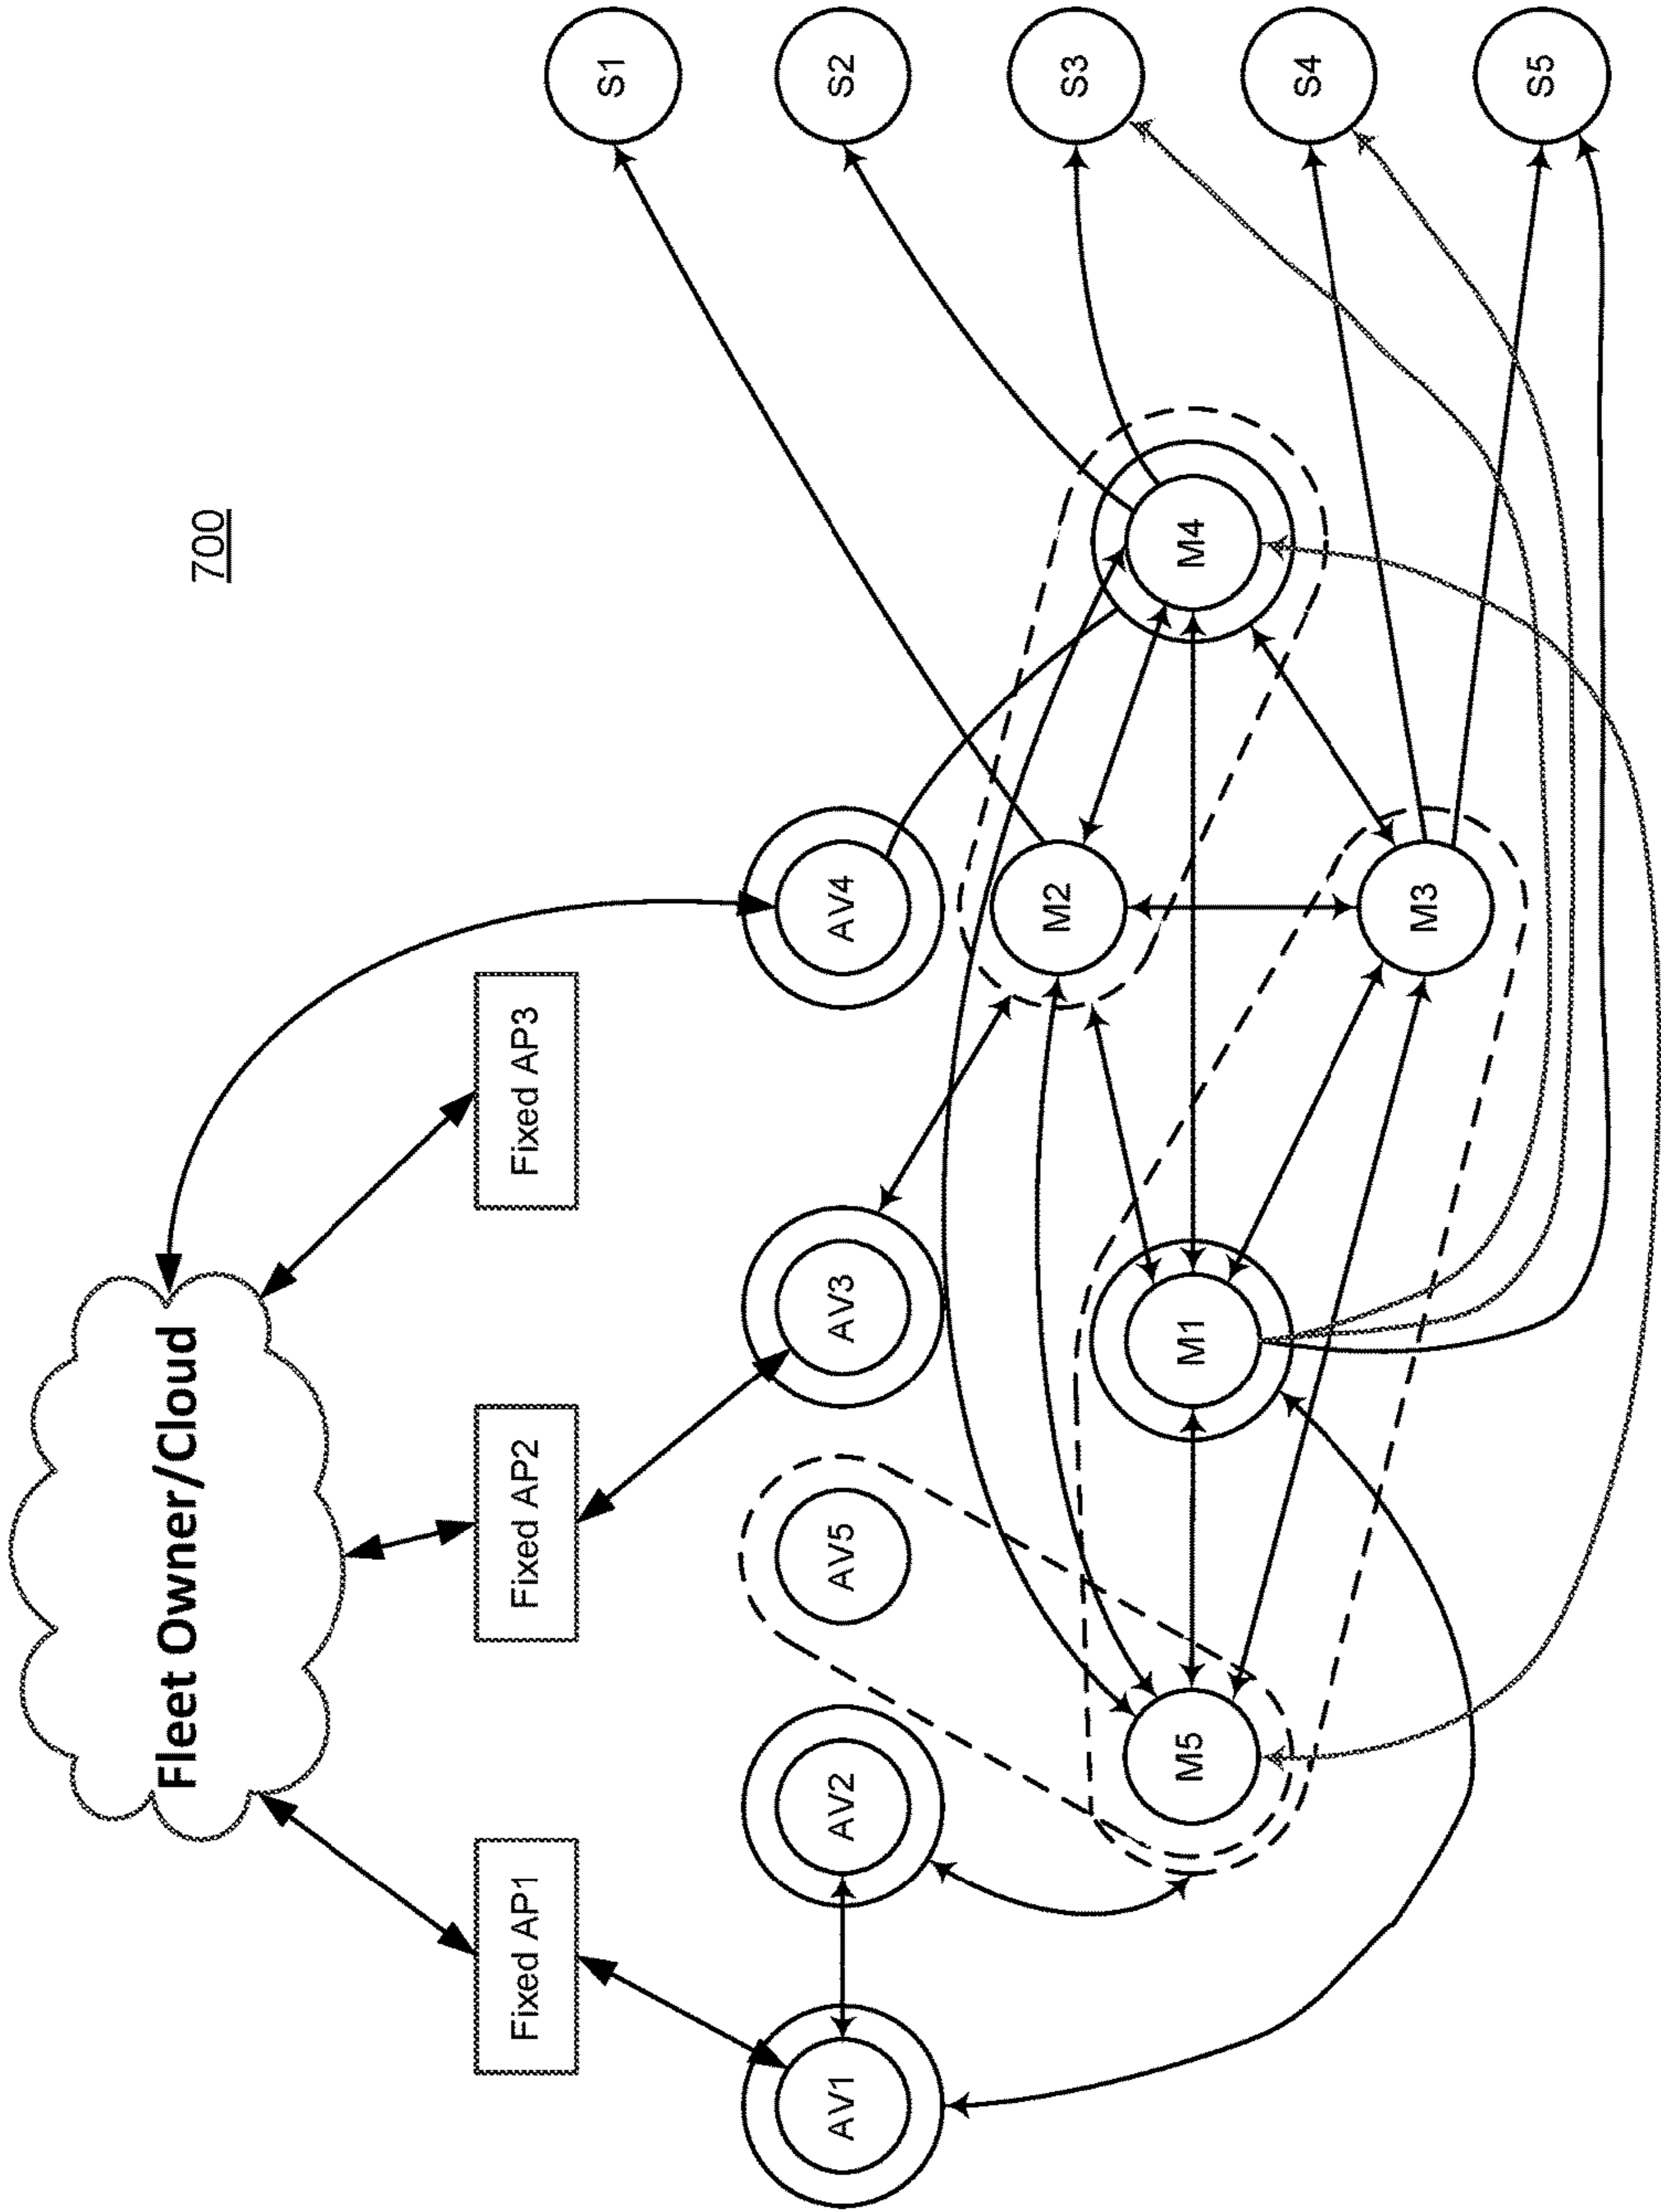 700
Fleet Owner/Cloud
Fixed AP1
Fixed AP2
Fixed AP3
AV1
AV2
AV5
AV3
AV4
M5
M1
M2
M3
M4
S1
S2
S3
S4
S5